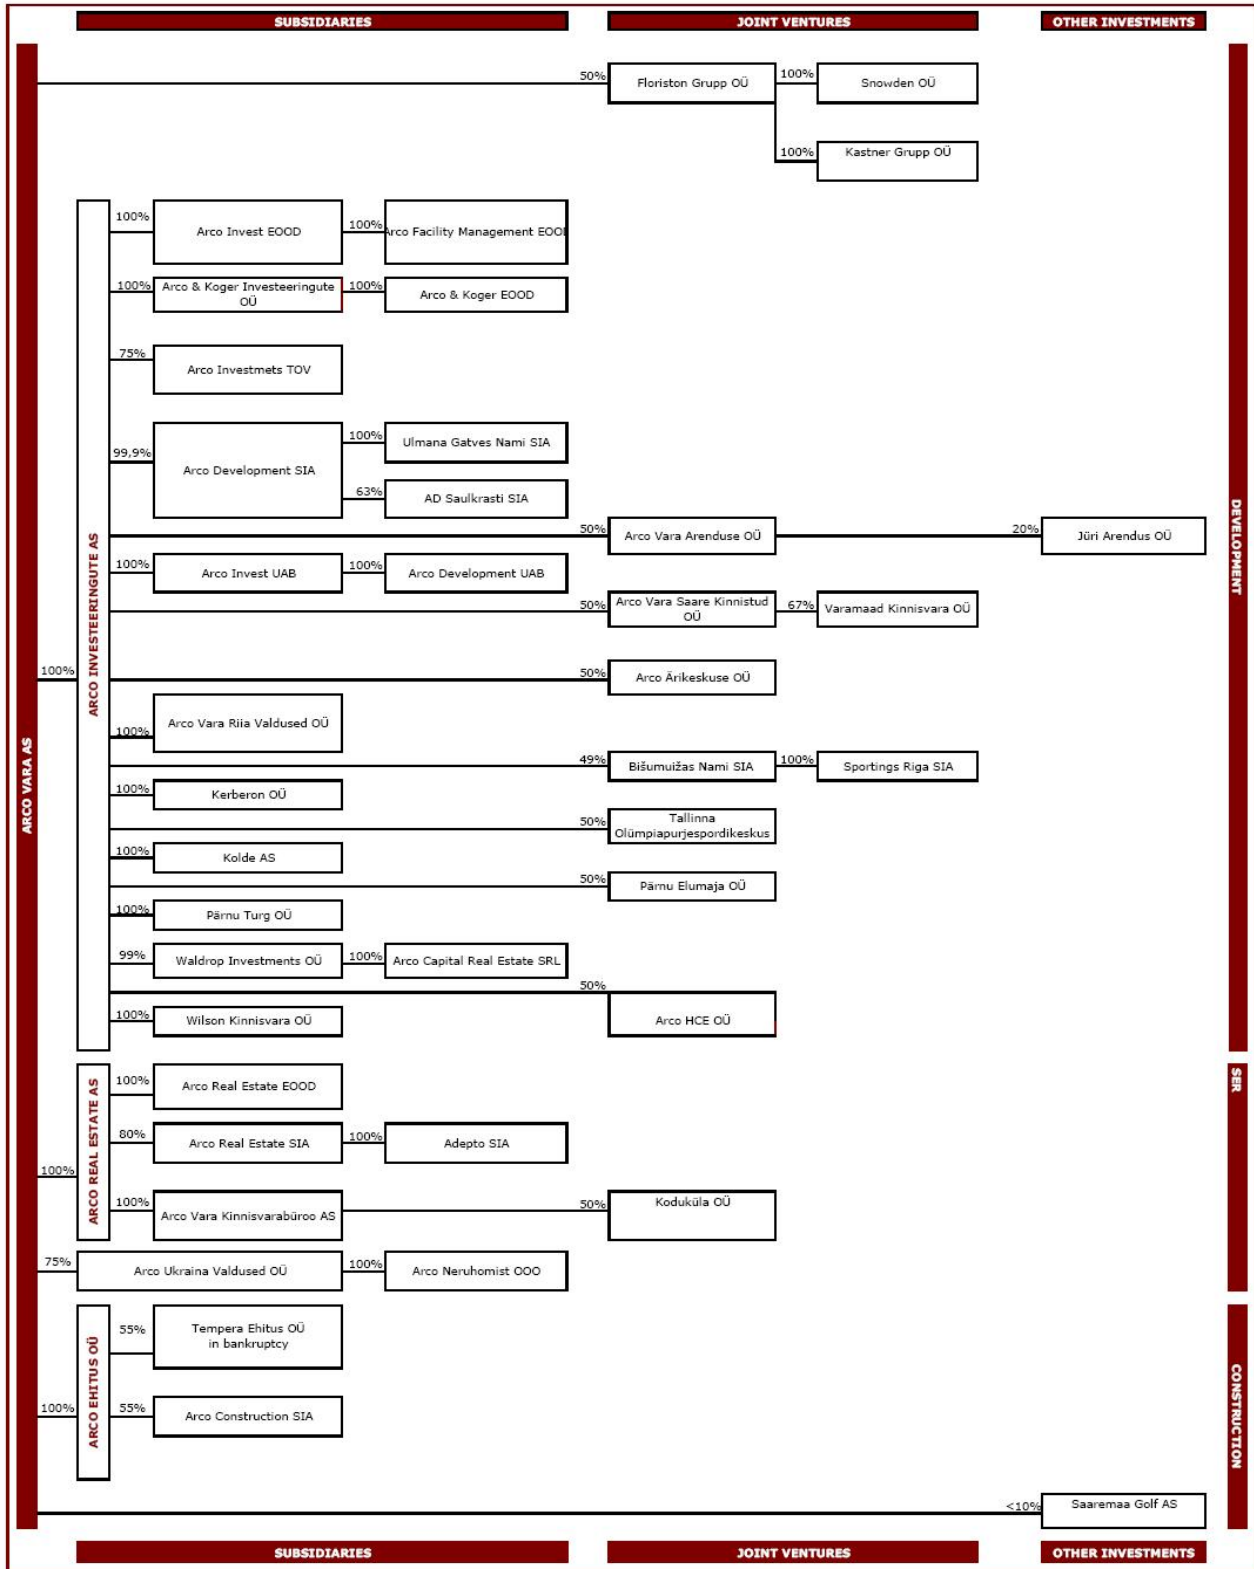 SUBSIDIARIES
JOINT VENTURES
OTHER INVESTMENTS
ARCO VARA AS
DEVELOPMENT
50%
Floriston Grupp OÜ
100%
Snowden OÜ
100%
Kastner Grupp OÜ
100%
ARCO INVESTEERINGUTE AS
100%
Arco Invest EOOD
100%
Arco Facility Management EOOD
100%
Arco & Koger Investeeringute
OÜ
100%
Arco & Koger EOOD
75%
Arco Investmets TOV
99,9%
Arco Development SIA
100%
Ulmana Gatves Nami SIA
63%
AD Saulkrasti SIA
50%
Arco Vara Arenduse OÜ
20%
Jüri Arendus OÜ
100%
Arco Invest UAB
100%
Arco Development UAB
50%
Arco Vara Saare Kinnistud
OÜ
67%
Varamaad Kinnisvara OÜ
50%
Arco Ärikeskuse OÜ
100%
Arco Vara Riia Valdused OÜ
49%
Bišumuižas Nami SIA
100%
Sportings Riga SIA
100%
Kerberon OÜ
50%
Tallinna
Olümpiapurjespordikeskus
100%
Kolde AS
50%
Pärnu Elumaja OÜ
100%
Pärnu Turg OÜ
99%
Waldrop Investments OÜ
100%
Arco Capital Real Estate SRL
50%
Arco HCE OÜ
100%
Wilson Kinnisvara OÜ
SER
100%
ARCO REAL ESTATE AS
100%
Arco Real Estate EOOD
80%
Arco Real Estate SIA
100%
Adepto SIA
100%
Arco Vara Kinnisvarabüroo AS
50%
Koduküla OÜ
75%
Arco Ukraina Valdused OÜ
100%
Arco Neruhomist OOO
CONSTRUCTION
100%
ARCO EHITUS OÜ
55%
Tempera Ehitus OÜ
in bankruptcy
55%
Arco Construction SIA
<10%
Saaremaa Golf AS
SUBSIDIARIES
JOINT VENTURES
OTHER INVESTMENTS